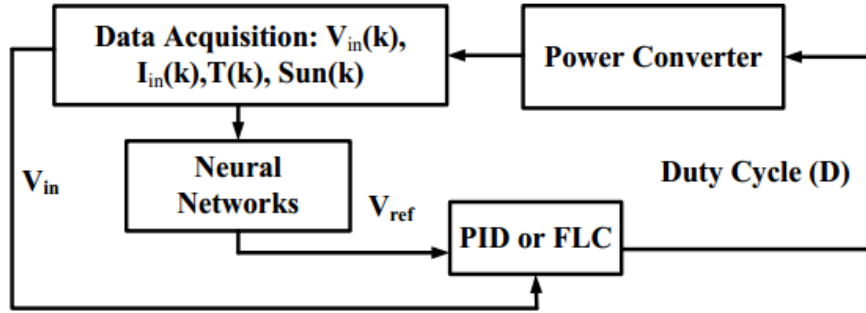 Data Acquisition: Vin(k),
Iin(k),T(k), Sun(k)
Power Converter
Neural
Networks
Vin
Duty Cycle (D)
Vref
PID or FLC